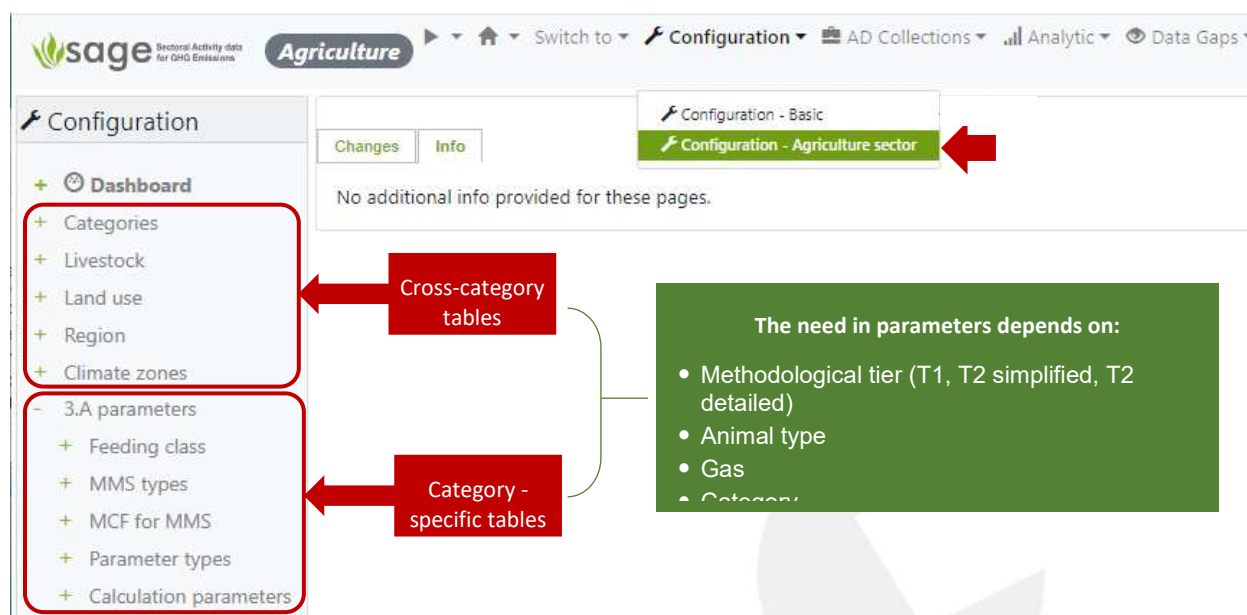 sage Sectoral Activity data for GHG Emissions Agriculture Switch to Configuration AD Collections Analytic Data Gaps
Configuration
Configuration - Basic
Configuration - Agriculture sector
Changes Info
No additional info provided for these pages.
+ Dashboard
+ Categories
+ Livestock
+ Land use
+ Region
+ Climate zones
- 3.A parameters
+ Feeding class
+ MMS types
+ MCF for MMS
+ Parameter types
+ Calculation parameters
Cross-category
tables
Category -
specific tables
The need in parameters depends on:
• Methodological tier (T1, T2 simplified, T2
detailed)
• Animal type
• Gas
• Category